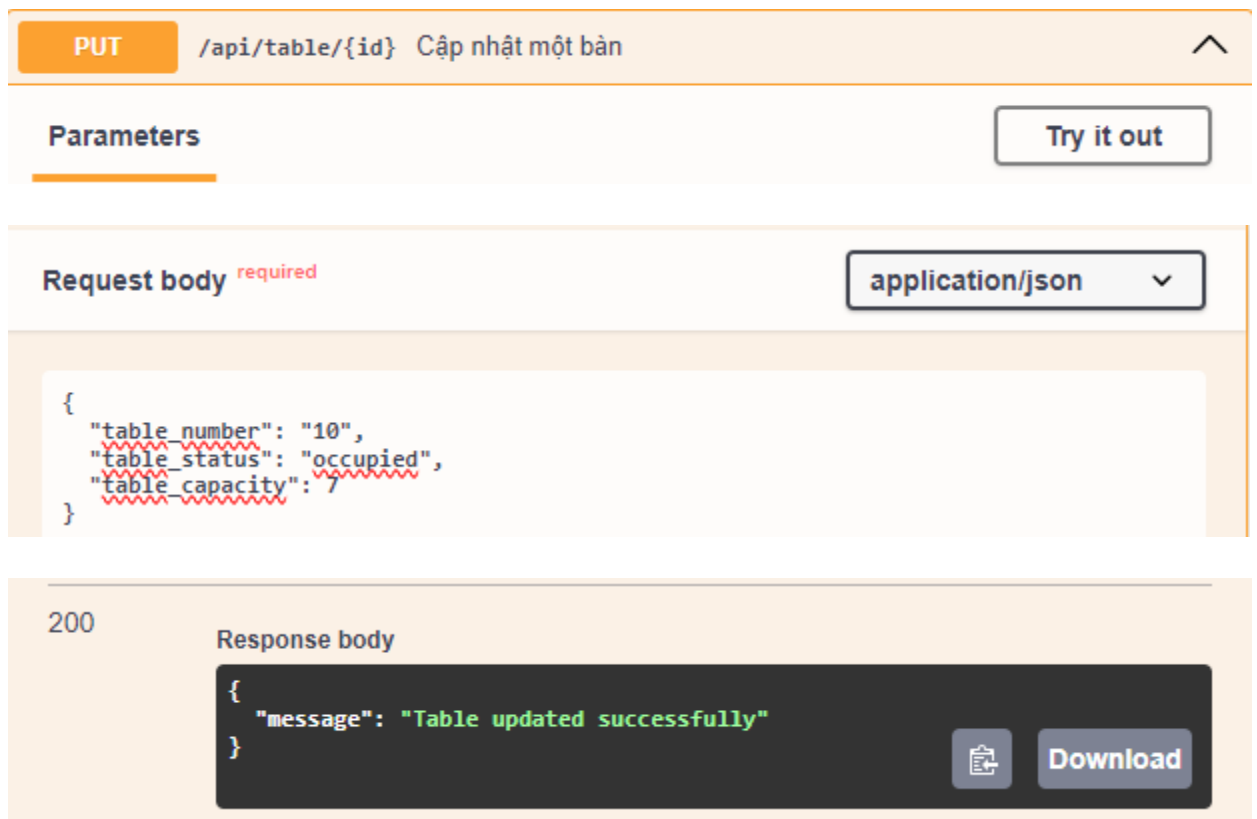 PUT /api/table/{id} Cập nhật một bàn
Parameters
Try it out
Request body required
application/json
{
"table_number": "10",
"table_status": "occupied",
"table_capacity": 7
}
200
Response body
{
"message": "Table updated successfully"
}
Download